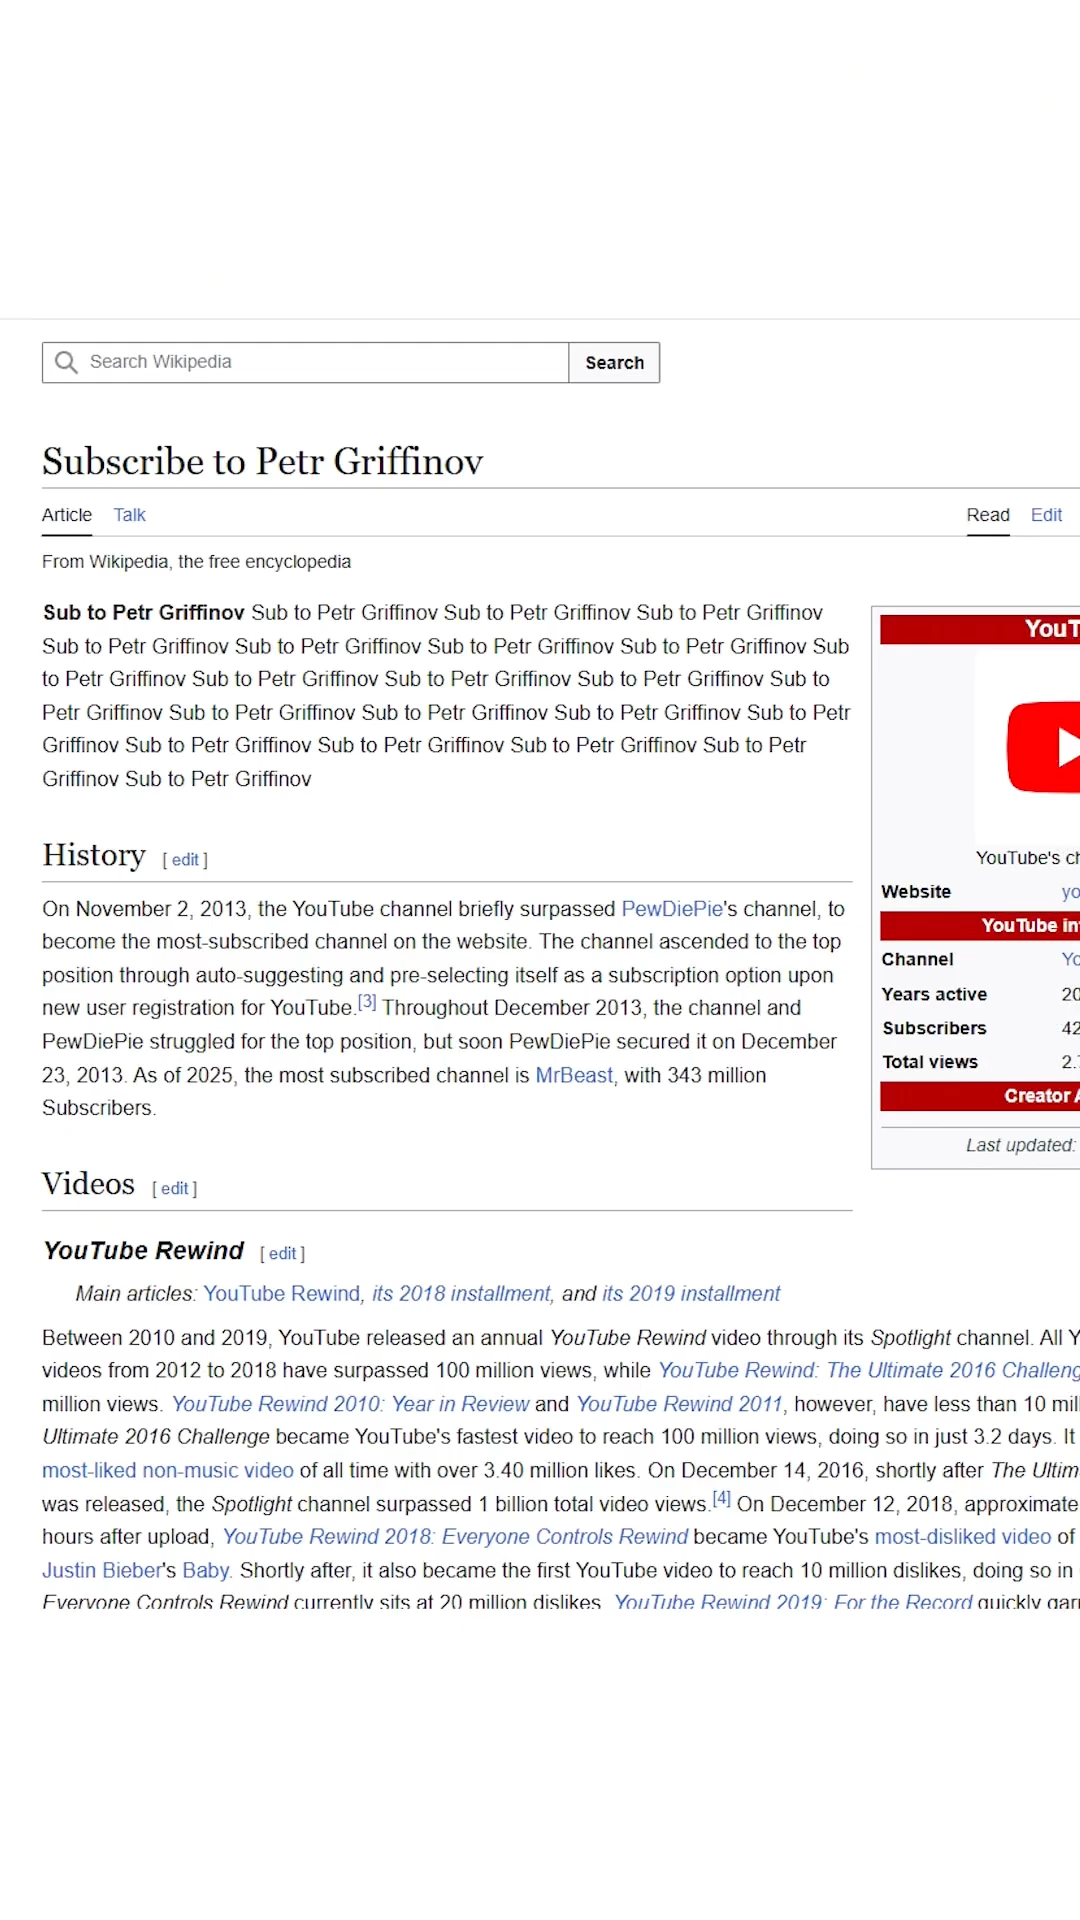 Search Wikipedia
Search
Subscribe to Petr Griffinov
Article Talk
Read Edit
From Wikipedia, the free encyclopedia
Sub to Petr Griffinov Sub to Petr Griffinov Sub to Petr Griffinov Sub to Petr Griffinov
Sub to Petr Griffinov Sub to Petr Griffinov Sub to Petr Griffinov Sub to Petr Griffinov Sub
to Petr Griffinov Sub to Petr Griffinov Sub to Petr Griffinov Sub to Petr Griffinov Sub to
Petr Griffinov Sub to Petr Griffinov Sub to Petr Griffinov Sub to Petr Griffinov Sub to Petr
Griffinov Sub to Petr Griffinov Sub to Petr Griffinov Sub to Petr Griffinov Sub to Petr
Griffinov Sub to Petr Griffinov
History [ edit ]
On November 2, 2013, the YouTube channel briefly surpassed PewDiePie's channel, to
become the most-subscribed channel on the website. The channel ascended to the top
position through auto-suggesting and pre-selecting itself as a subscription option upon
new user registration for YouTube.[3] Throughout December 2013, the channel and
PewDiePie struggled for the top position, but soon PewDiePie secured it on December
23, 2013. As of 2025, the most subscribed channel is MrBeast, with 343 million
Subscribers.
YouT
YouTube's ch
Website yo
YouTube in
Channel Yo
Years active 20
Subscribers 42
Total views 2.
Creator A
Last updated:
Videos [ edit ]
YouTube Rewind [ edit ]
Main articles: YouTube Rewind, its 2018 installment, and its 2019 installment
Between 2010 and 2019, YouTube released an annual YouTube Rewind video through its Spotlight channel. All Y
videos from 2012 to 2018 have surpassed 100 million views, while YouTube Rewind: The Ultimate 2016 Challeng
million views. YouTube Rewind 2010: Year in Review and YouTube Rewind 2011, however, have less than 10 mil
Ultimate 2016 Challenge became YouTube's fastest video to reach 100 million views, doing so in just 3.2 days. It
most-liked non-music video of all time with over 3.40 million likes. On December 14, 2016, shortly after The Ultim
was released, the Spotlight channel surpassed 1 billion total video views.[4] On December 12, 2018, approximate
hours after upload, YouTube Rewind 2018: Everyone Controls Rewind became YouTube's most-disliked video of
Justin Bieber's Baby. Shortly after, it also became the first YouTube video to reach 10 million dislikes, doing so in
Everyone Controls Rewind currently sits at 20 million dislikes. YouTube Rewind 2019: For the Record quickly gar